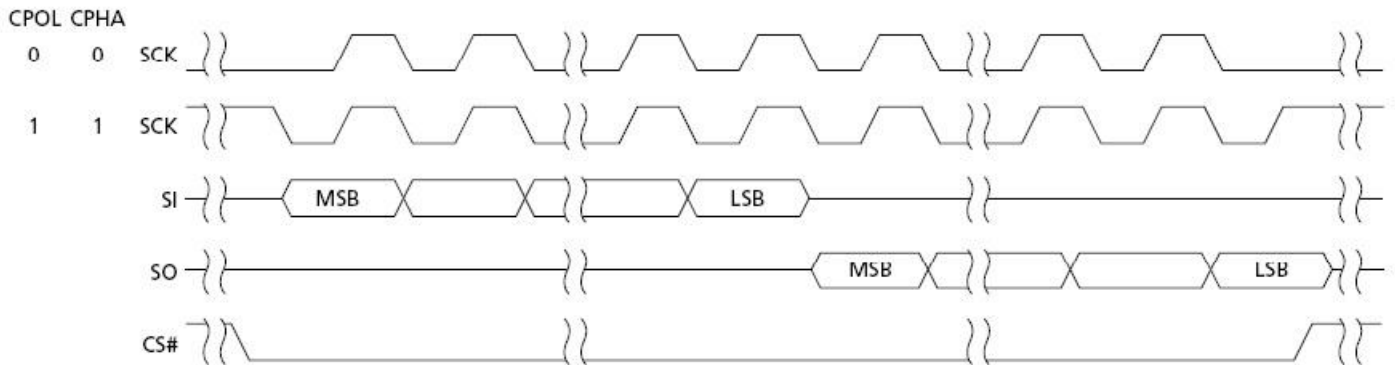 CPOL CPHA
0 0 SCK
1 1 SCK
SI MSB LSB
SO MSB LSB
CS#